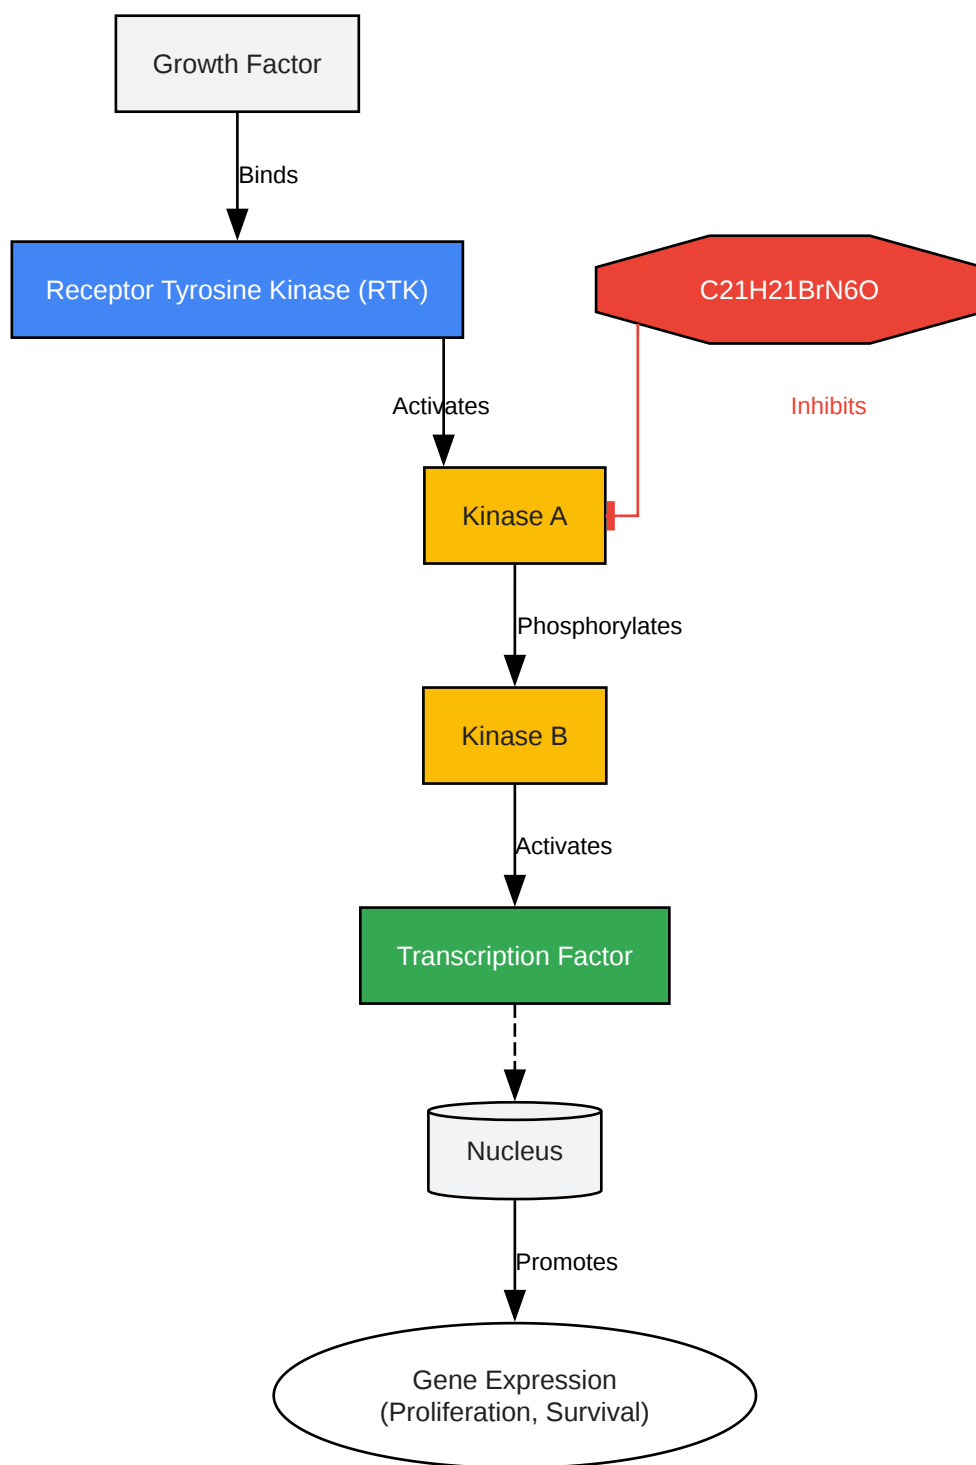 Growth Factor
Binds
Receptor Tyrosine Kinase (RTK)
C21H21BrN6O
Activates
Inhibits
Kinase A
Phosphorylates
Kinase B
Activates
Transcription Factor
Nucleus
Promotes
Gene Expression
(Proliferation, Survival)